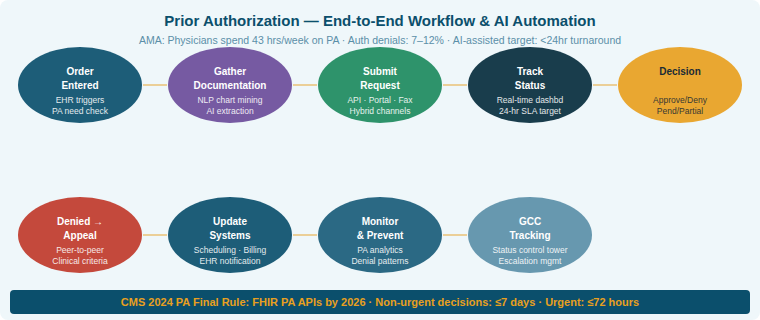 Prior Authorization — End-to-End Workflow & AI Automation
AMA: Physicians spend 43 hrs/week on PA · Auth denials: 7–12% · AI-assisted target: <24hr turnaround
Order
Entered
EHR triggers
PA need check
Gather
Documentation
NLP chart mining
AI extraction
Submit
Request
API · Portal · Fax
Hybrid channels
Track
Status
Real-time dashbd
24-hr SLA target
Decision
Approve/Deny
Pend/Partial
Denied →
Appeal
Peer-to-peer
Clinical criteria
Update
Systems
Scheduling · Billing
EHR notification
Monitor
& Prevent
PA analytics
Denial patterns
GCC
Tracking
Status control tower
Escalation mgmt
CMS 2024 PA Final Rule: FHIR PA APIs by 2026 · Non-urgent decisions: ≤7 days · Urgent: ≤72 hours